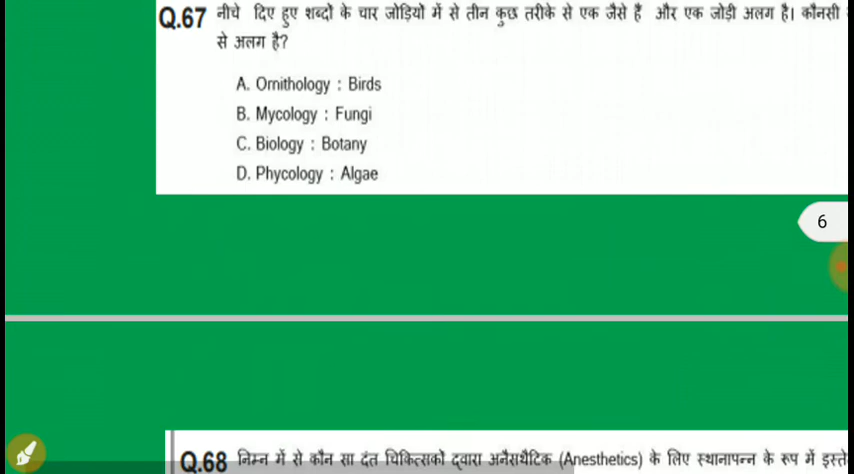 Q.67 नीचे दिए हुए शब्दो के चार जोड़ियो में से तीन कुछ तरीके से एक जैसे हैं और एक जोड़ी अलग है। कौनसी
से अलग है?
A. Ornithology : Birds
B. Mycology : Fungi
C. Biology : Botany
D. Phycology : Algae
6
Q.68 निम्न में से कौन सा दंत चिकित्सको द्वारा अनैसथैटिक (Anesthetics) के लिए स्थानापन्न के रूप में